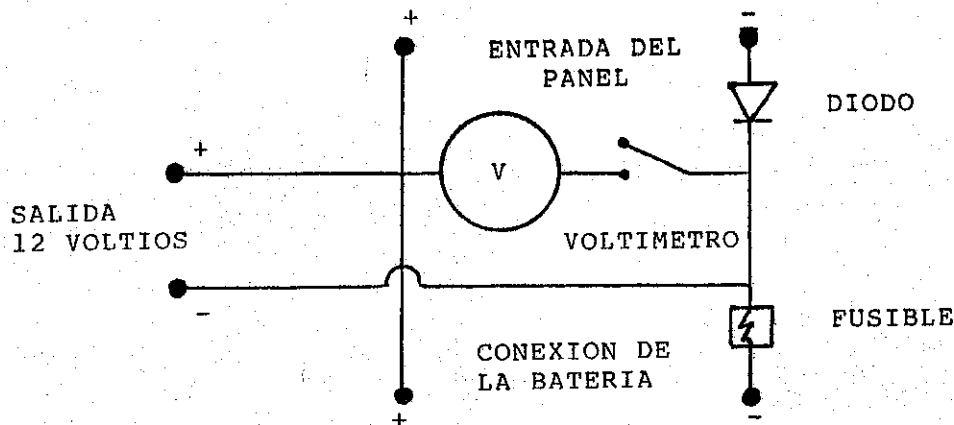 +
-
ENTRADA DEL
PANEL
DIODO
+
V
SALIDA
12 VOLTIOS
VOLTIMETRO
-
FUSIBLE
CONEXION DE
LA BATERIA
+
-